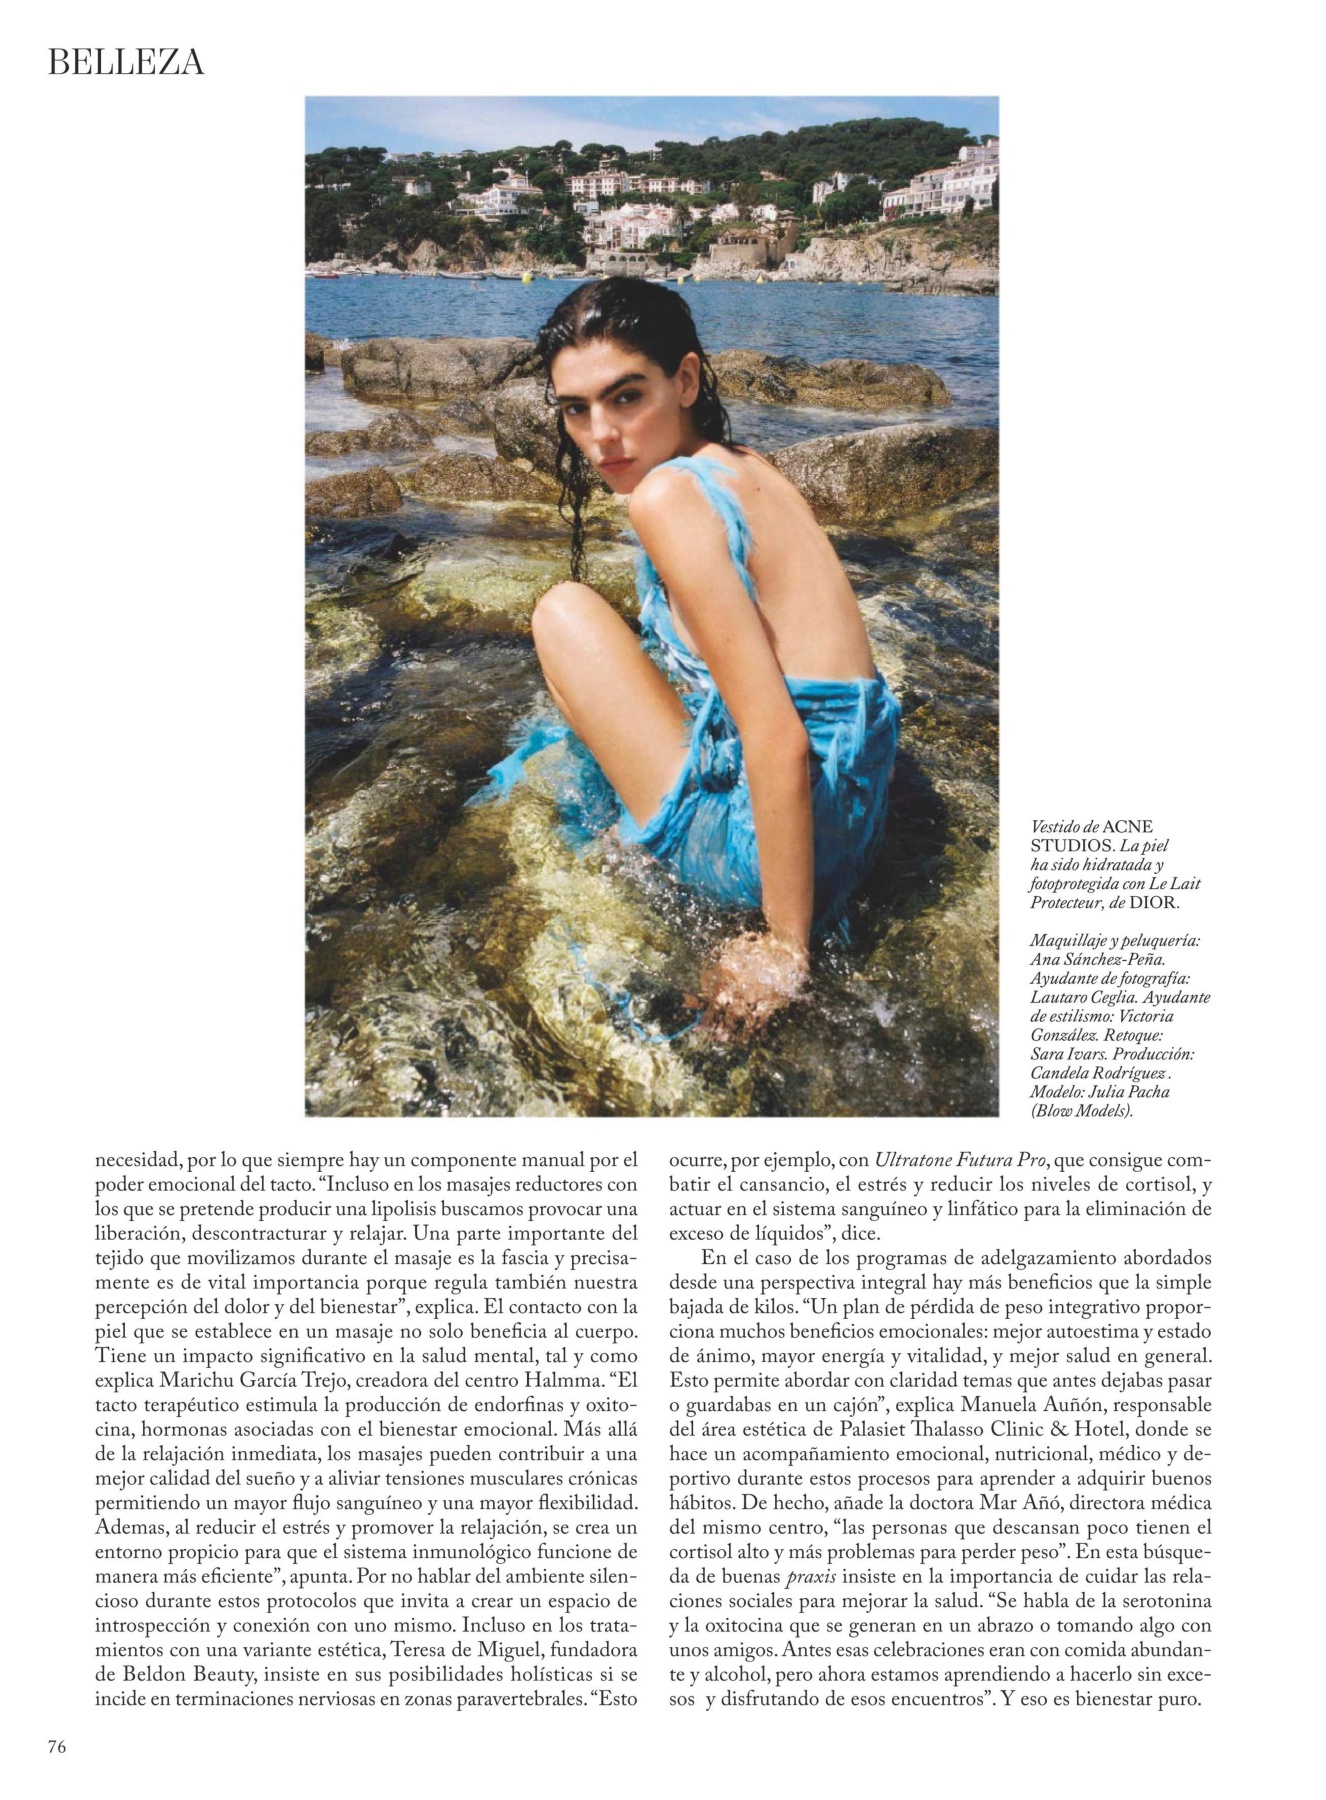 BELLEZA
Vestido de ACNE
STUDIOS. La piel
ha sido hidratada y
fotoprotegida con Le Lait
Protecteur, de DIOR.
Maquillaje y peluquería:
Ana Sánchez-Peña.
Ayudante de fotografía:
Lautaro Ceglia. Ayudante
de estilismo: Victoria
González. Retoque:
Sara Ivars. Producción:
Candela Rodríguez .
Modelo: Julia Pacha
(Blow Models).
necesidad, por lo que siempre hay un componente manual por el
poder emocional del tacto. “Incluso en los masajes reductores con
los que se pretende producir una lipolisis buscamos provocar una
liberación, descontracturar y relajar. Una parte importante del
tejido que movilizamos durante el masaje es la fascia y precisa-
mente es de vital importancia porque regula también nuestra
percepción del dolor y del bienestar”, explica. El contacto con la
piel que se establece en un masaje no solo beneficia al cuerpo.
Tiene un impacto significativo en la salud mental, tal y como
explica Marichu García Trejo, creadora del centro Halmma. “El
tacto terapéutico estimula la producción de endorfinas y oxito-
cina, hormonas asociadas con el bienestar emocional. Más allá
de la relajación inmediata, los masajes pueden contribuir a una
mejor calidad del sueño y a aliviar tensiones musculares crónicas
permitiendo un mayor flujo sanguíneo y una mayor flexibilidad.
Ademas, al reducir el estrés y promover la relajación, se crea un
entorno propicio para que el sistema inmunológico funcione de
manera más eficiente”, apunta. Por no hablar del ambiente silen-
cioso durante estos protocolos que invita a crear un espacio de
introspección y conexión con uno mismo. Incluso en los trata-
mientos con una variante estética, Teresa de Miguel, fundadora
de Beldon Beauty, insiste en sus posibilidades holísticas si se
incide en terminaciones nerviosas en zonas paravertebrales. “Esto
ocurre, por ejemplo, con Ultratone Futura Pro, que consigue com-
batir el cansancio, el estrés y reducir los niveles de cortisol, y
actuar en el sistema sanguíneo y linfático para la eliminación de
exceso de líquidos”, dice.
En el caso de los programas de adelgazamiento abordados
desde una perspectiva integral hay más beneficios que la simple
bajada de kilos. “Un plan de pérdida de peso integrativo propor-
ciona muchos beneficios emocionales: mejor autoestima y estado
de ánimo, mayor energía y vitalidad, y mejor salud en general.
Esto permite abordar con claridad temas que antes dejabas pasar
o guardabas en un cajón”, explica Manuela Auñón, responsable
del área estética de Palasiet Thalasso Clinic & Hotel, donde se
hace un acompañamiento emocional, nutricional, médico y de-
portivo durante estos procesos para aprender a adquirir buenos
hábitos. De hecho, añade la doctora Mar Añó, directora médica
del mismo centro, “las personas que descansan poco tienen el
cortisol alto y más problemas para perder peso”. En esta búsque-
da de buenas praxis insiste en la importancia de cuidar las rela-
ciones sociales para mejorar la salud. “Se habla de la serotonina
y la oxitocina que se generan en un abrazo o tomando algo con
unos amigos. Antes esas celebraciones eran con comida abundan-
te y alcohol, pero ahora estamos aprendiendo a hacerlo sin exce-
sos y disfrutando de esos encuentros”. Y eso es bienestar puro.
76